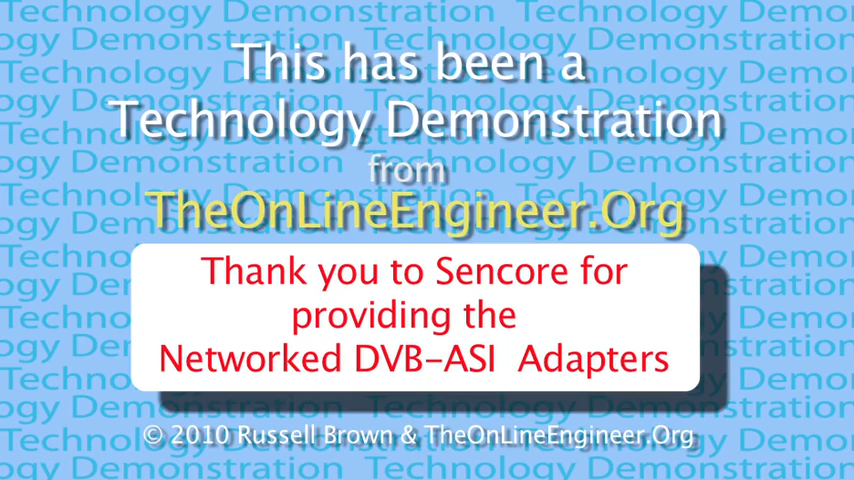 This has been a
Technology Demonstration
from
TheOnLineEngineer.Org
Thank you to Sencore for
providing the
Networked DVB-ASI Adapters
© 2010 Russell Brown & TheOnLineEngineer.Org